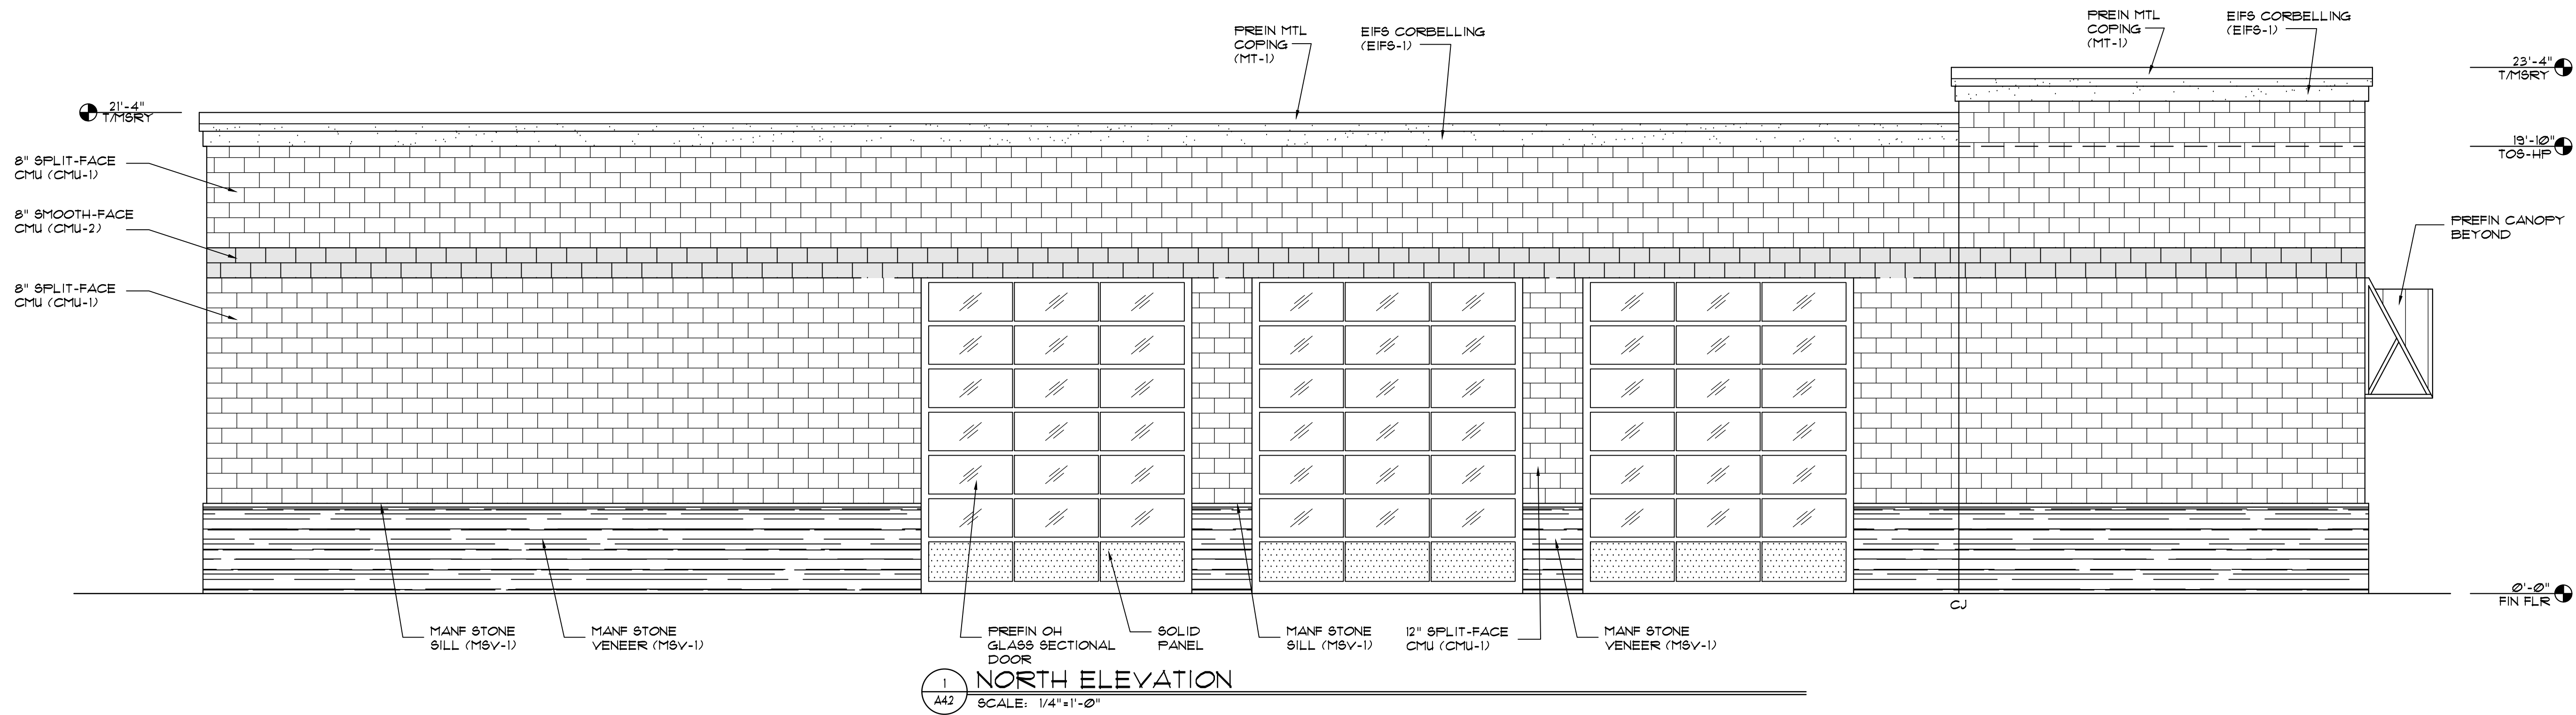 PREIN MTL
COPING
(MT-1)
EIFS CORBELLING
(EIFS-1)
PREIN MTL
COPING
(MT-1)
EIFS CORBELLING
(EIFS-1)
23'-4"
T/MSRY
21'-4"
T/MSRY
19'-10"
TOS-HP
8" SPLIT-FACE
CMU (CMU-1)
8" SMOOTH-FACE
CMU (CMU-2)
PREFIN CANOPY
BEYOND
8" SPLIT-FACE
CMU (CMU-1)
0'-0"
FIN FLR
CJ
MANF STONE
SILL (MSV-1)
MANF STONE
VENEER (MSV-1)
PREFIN OH
GLASS SECTIONAL
DOOR
SOLID
PANEL
MANF STONE
SILL (MSV-1)
12" SPLIT-FACE
CMU (CMU-1)
MANF STONE
VENEER (MSV-1)
1
A4.2
NORTH ELEVATION
SCALE: 1/4"=1'-0"